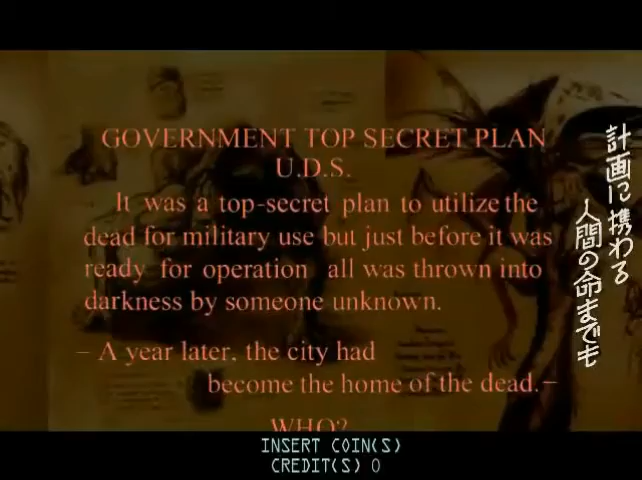 GOVERNMENT TOP SECRET PLAN
U.D.S.
It was a top-secret plan to utilize the
dead for military use but just before it was
ready for operation all was thrown into
darkness by someone unknown.
– A year later. the city had
become the home of the dead.–
WHO?
計画に携わる
人間の命までも
INSERT COIN(S)
CREDIT(S) 0